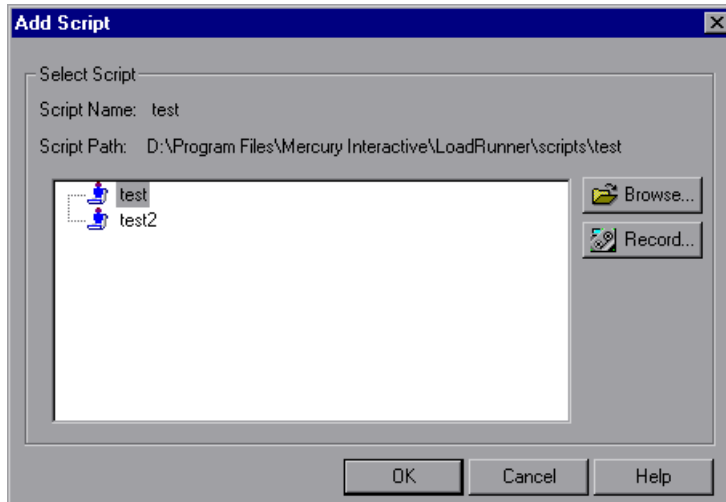 Add Script
Select Script
Script Name: test
Script Path: D:\Program Files\Mercury Interactive\LoadRunner\scripts\test
test
test2
Browse...
Record...
OK Cancel Help